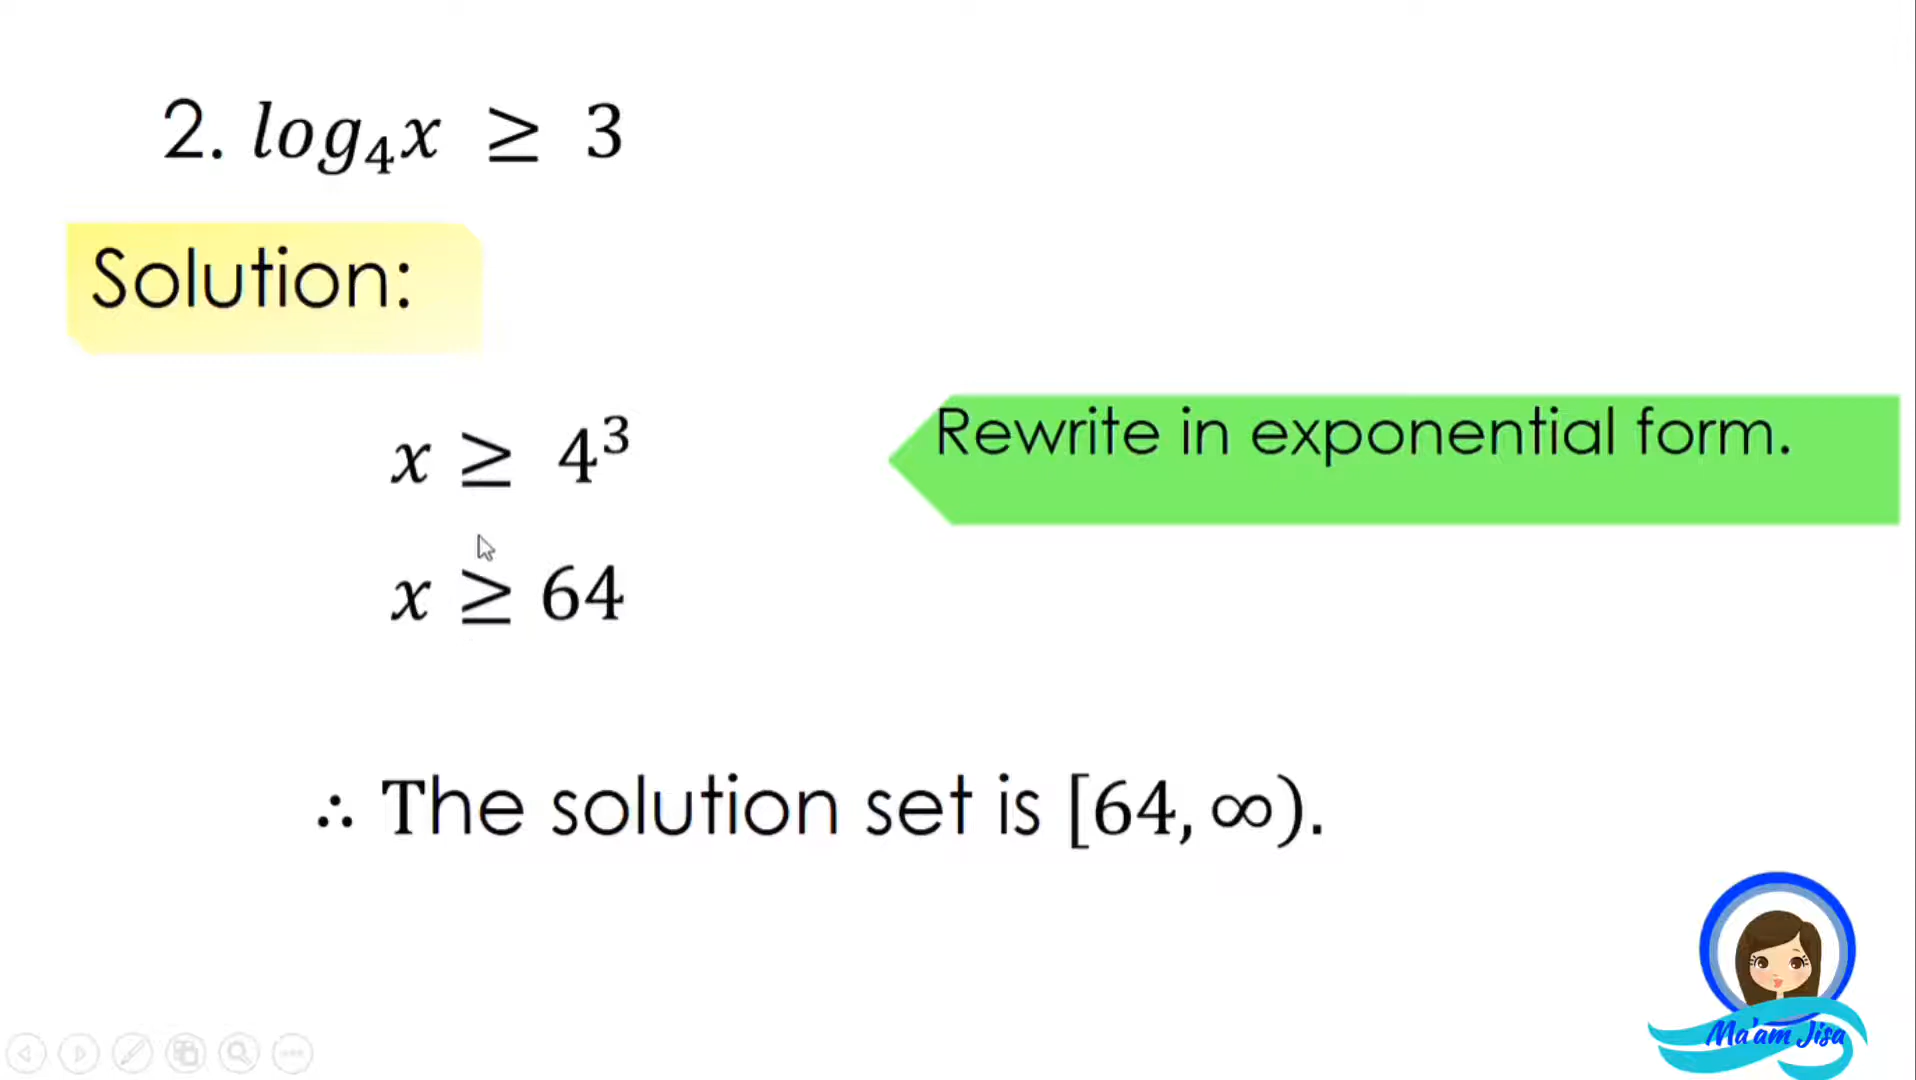 2. log₄x ≥ 3
Solution:
x ≥ 4³
Rewrite in exponential form.
x ≥ 64
∴ The solution set is [64, ∞).
Ma'am Jisa